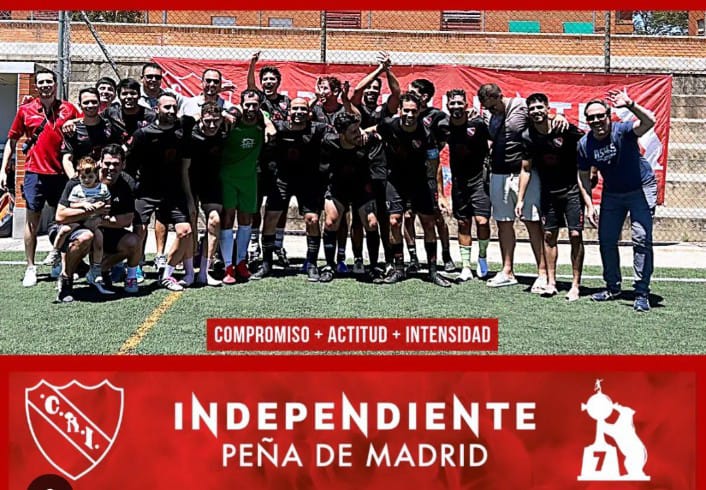 COMPROMISO + ACTITUD + INTENSIDAD
C.A.I.
INDEPENDIENTE
PEÑA DE MADRID
7